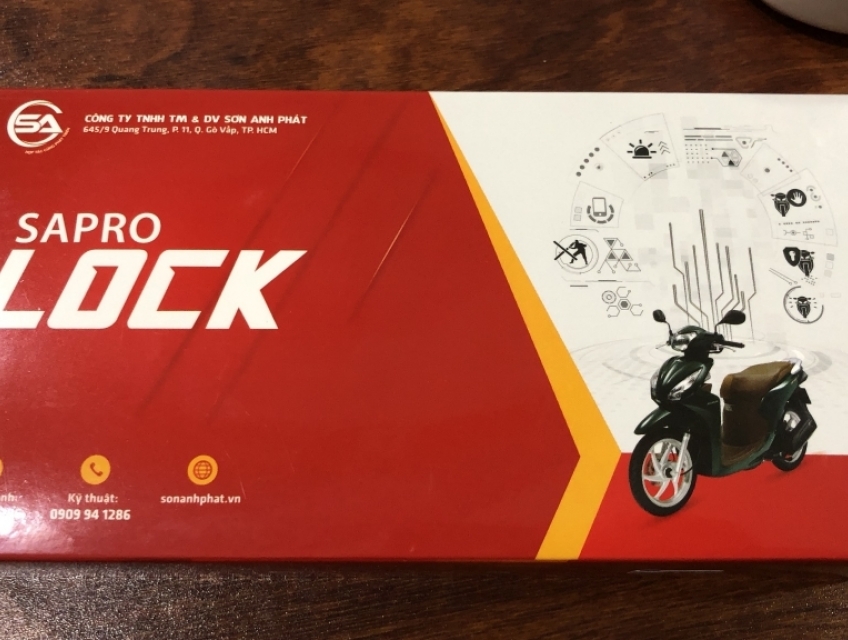 SA
CÔNG TY TNHH TM & DV SƠN ANH PHÁT
645/9 Quang Trung, P. 11, Q. Gò Vấp, TP. HCM
SAPRO
LOCK
Kỹ thuật:
0909 94 1286
sonanhphat.vn